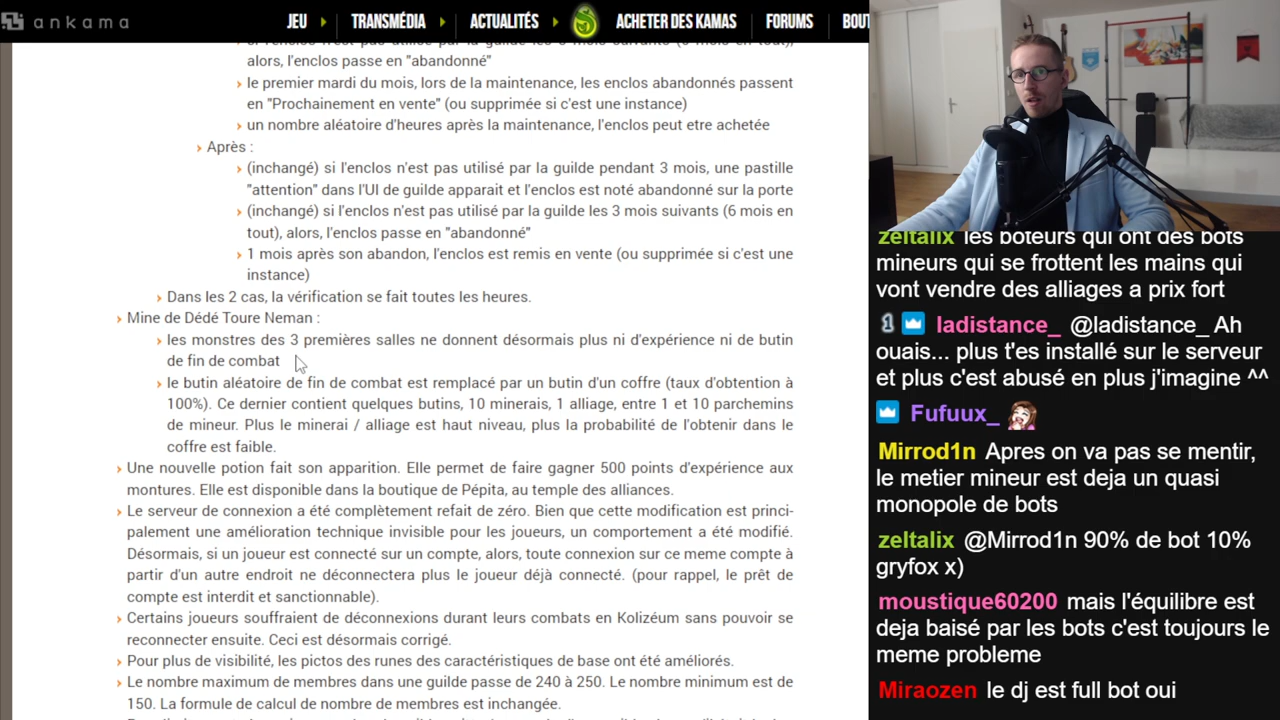 ankama
JEU
TRANSMÉDIA
ACTUALITÉS
ACHETER DES KAMAS
FORUMS
BOUT
si l'enclos n'est pas utilisé par la guilde les 3 mois suivants (6 mois en tout),
alors, l'enclos passe en "abandonné"
le premier mardi du mois, lors de la maintenance, les enclos abandonnés passent
en "Prochainement en vente" (ou supprimée si c'est une instance)
un nombre aléatoire d'heures après la maintenance, l'enclos peut etre achetée
Après :
(inchangé) si l'enclos n'est pas utilisé par la guilde pendant 3 mois, une pastille
"attention" dans l'UI de guilde apparait et l'enclos est noté abandonné sur la porte
(inchangé) si l'enclos n'est pas utilisé par la guilde les 3 mois suivants (6 mois en
tout), alors, l'enclos passe en "abandonné"
1 mois après son abandon, l'enclos est remis en vente (ou supprimée si c'est une
instance)
Dans les 2 cas, la vérification se fait toutes les heures.
Mine de Dédé Toure Neman :
les monstres des 3 premières salles ne donnent désormais plus ni d'expérience ni de butin
de fin de combat
le butin aléatoire de fin de combat est remplacé par un butin d'un coffre (taux d'obtention à
100%). Ce dernier contient quelques butins, 10 minerais, 1 alliage, entre 1 et 10 parchemins
de mineur. Plus le minerai / alliage est haut niveau, plus la probabilité de l'obtenir dans le
coffre est faible.
Une nouvelle potion fait son apparition. Elle permet de faire gagner 500 points d'expérience aux
montures. Elle est disponible dans la boutique de Pépita, au temple des alliances.
Le serveur de connexion a été complètement refait de zéro. Bien que cette modification est princi-
palement une amélioration technique invisible pour les joueurs, un comportement a été modifié.
Désormais, si un joueur est connecté sur un compte, alors, toute connexion sur ce meme compte à
partir d'un autre endroit ne déconnectera plus le joueur déjà connecté. (pour rappel, le prêt de
compte est interdit et sanctionnable).
Certains joueurs souffraient de déconnexions durant leurs combats en Kolizéum sans pouvoir se
reconnecter ensuite. Ceci est désormais corrigé.
Pour plus de visibilité, les pictos des runes des caractéristiques de base ont été améliorés.
Le nombre maximum de membres dans une guilde passe de 240 à 250. Le nombre minimum est de
150. La formule de calcul de nombre de membres est inchangée.
zeltalix les boteurs qui ont des bots
mineurs qui se frottent les mains qui
vont vendre des alliages a prix fort
1 ladistance_ @ladistance_ Ah
ouais... plus t'es installé sur le serveur
et plus c'est abusé en plus j'imagine ^^
Fufuux_
Mirrod1n Apres on va pas se mentir,
le metier mineur est deja un quasi
monopole de bots
zeltalix @Mirrod1n 90% de bot 10%
gryfox x)
moustique60200 mais l'équilibre est
deja baisé par les bots c'est toujours le
meme probleme
Miraozen le dj est full bot oui